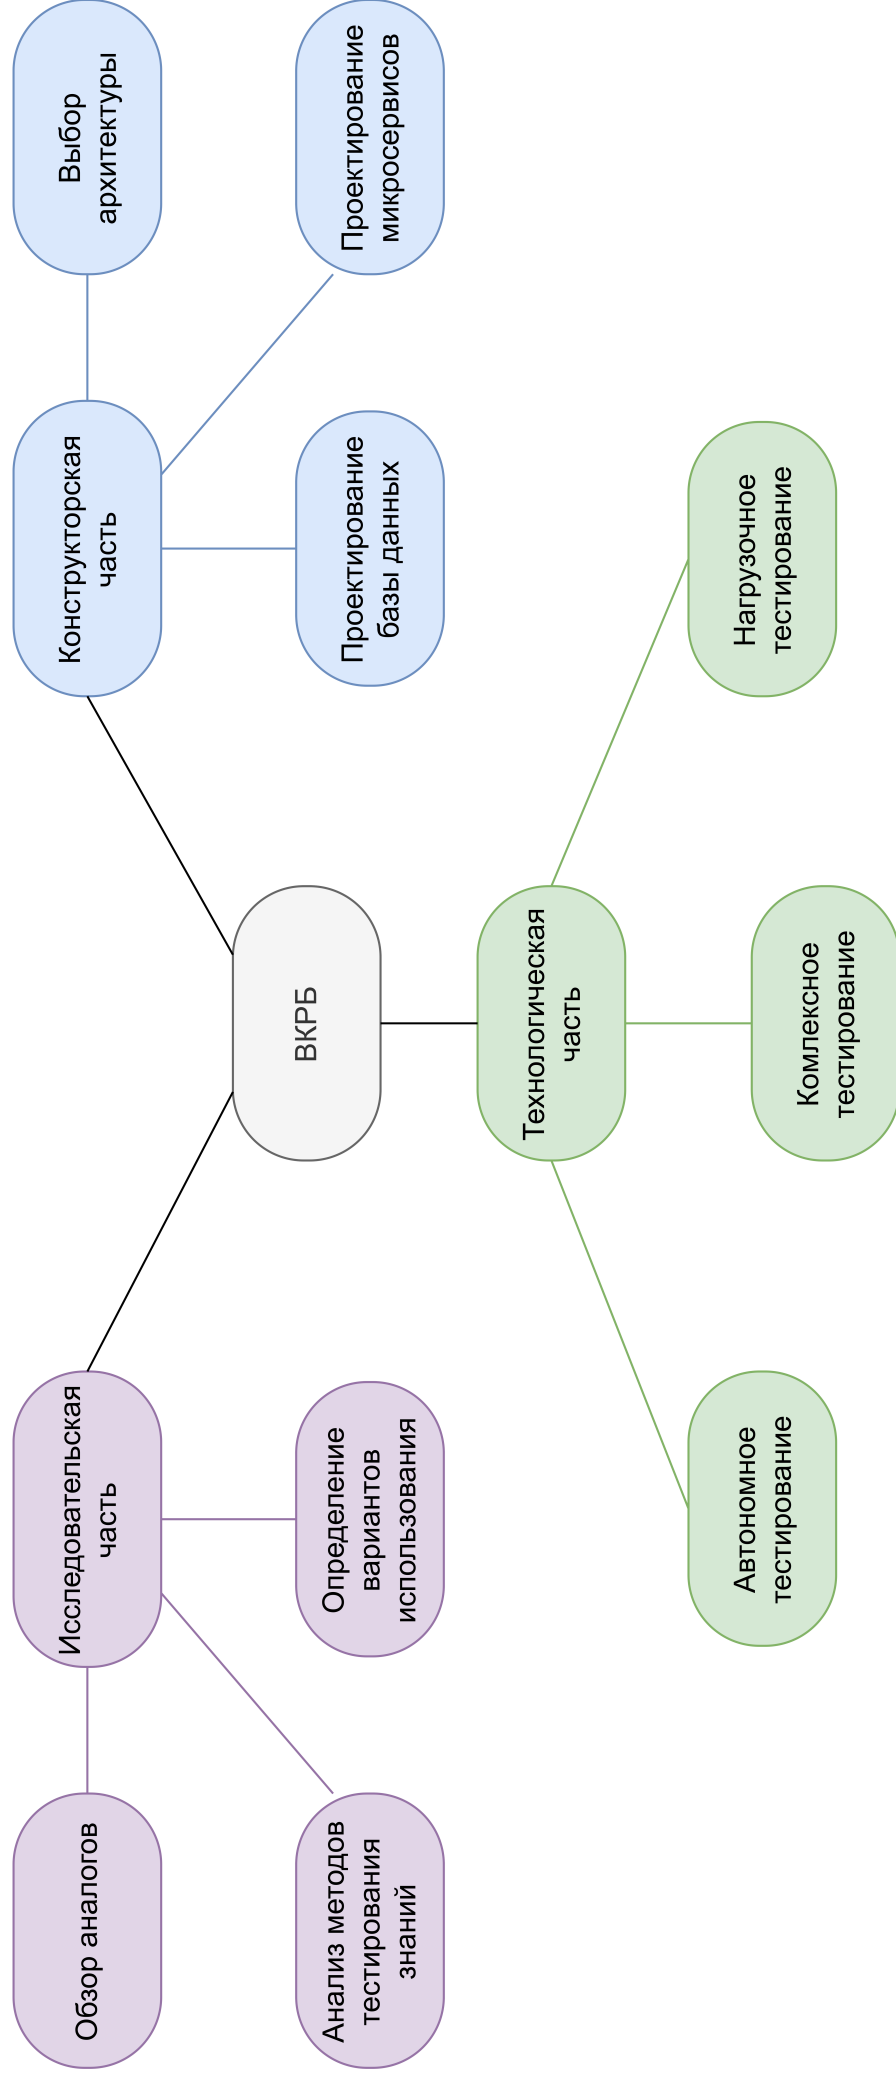 Обзор аналогов
Исследовательская
часть
Конструкторская
часть
Выбор
архитектуры
ВКРБ
Анализ методов
тестирования
знаний
Определение
вариантов
использования
Проектирование
базы данных
Проектирование
микросервисов
Технологическая
часть
Автономное
тестирование
Комлексное
тестирование
Нагрузочное
тестирование